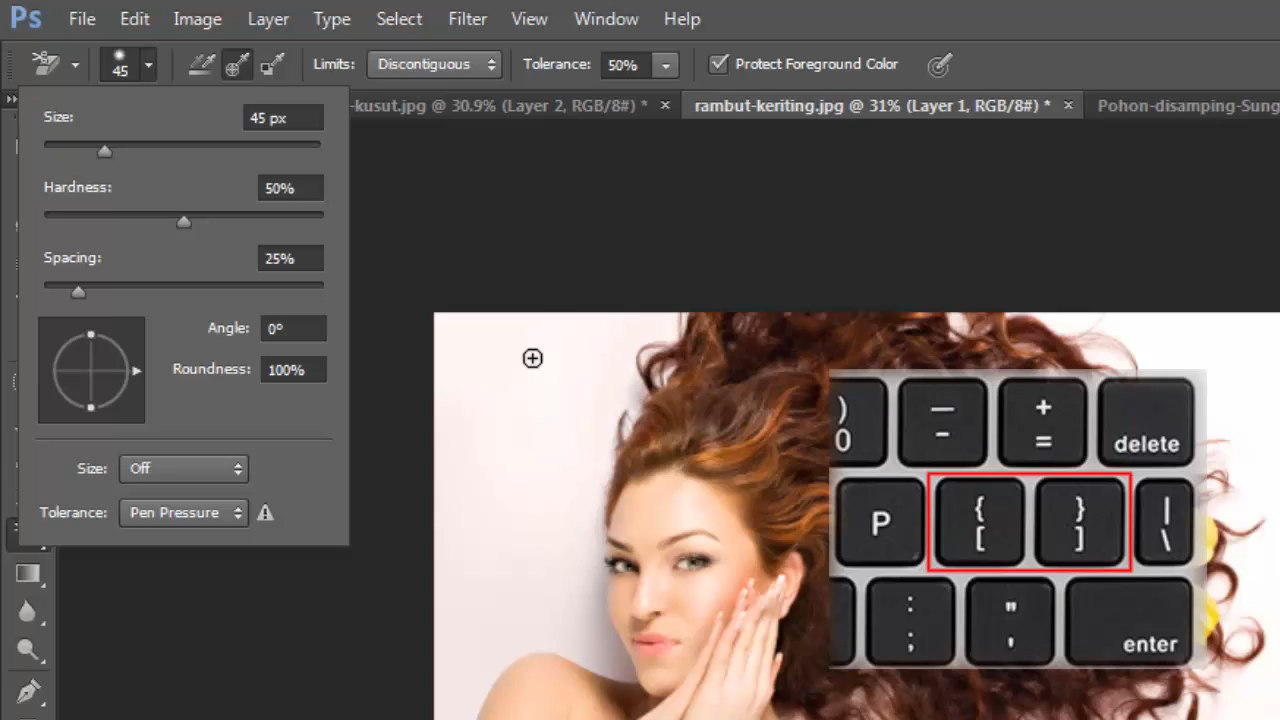 Ps File Edit Image Layer Type Select Filter View Window Help
45 Limits: Discontiguous Tolerance: 50% Protect Foreground Color
-kusut.jpg @ 30.9% (Layer 2, RGB/8#) * × rambut-keriting.jpg @ 31% (Layer 1, RGB/8#) * × Pohon-disamping-Sung
Size: 45 px
Hardness: 50%
Spacing: 25%
Angle: 0º
Roundness: 100%
Size: Off
Tolerance: Pen Pressure
) — + delete
0 - =
P { } |
[ ] \
: " enter
; '